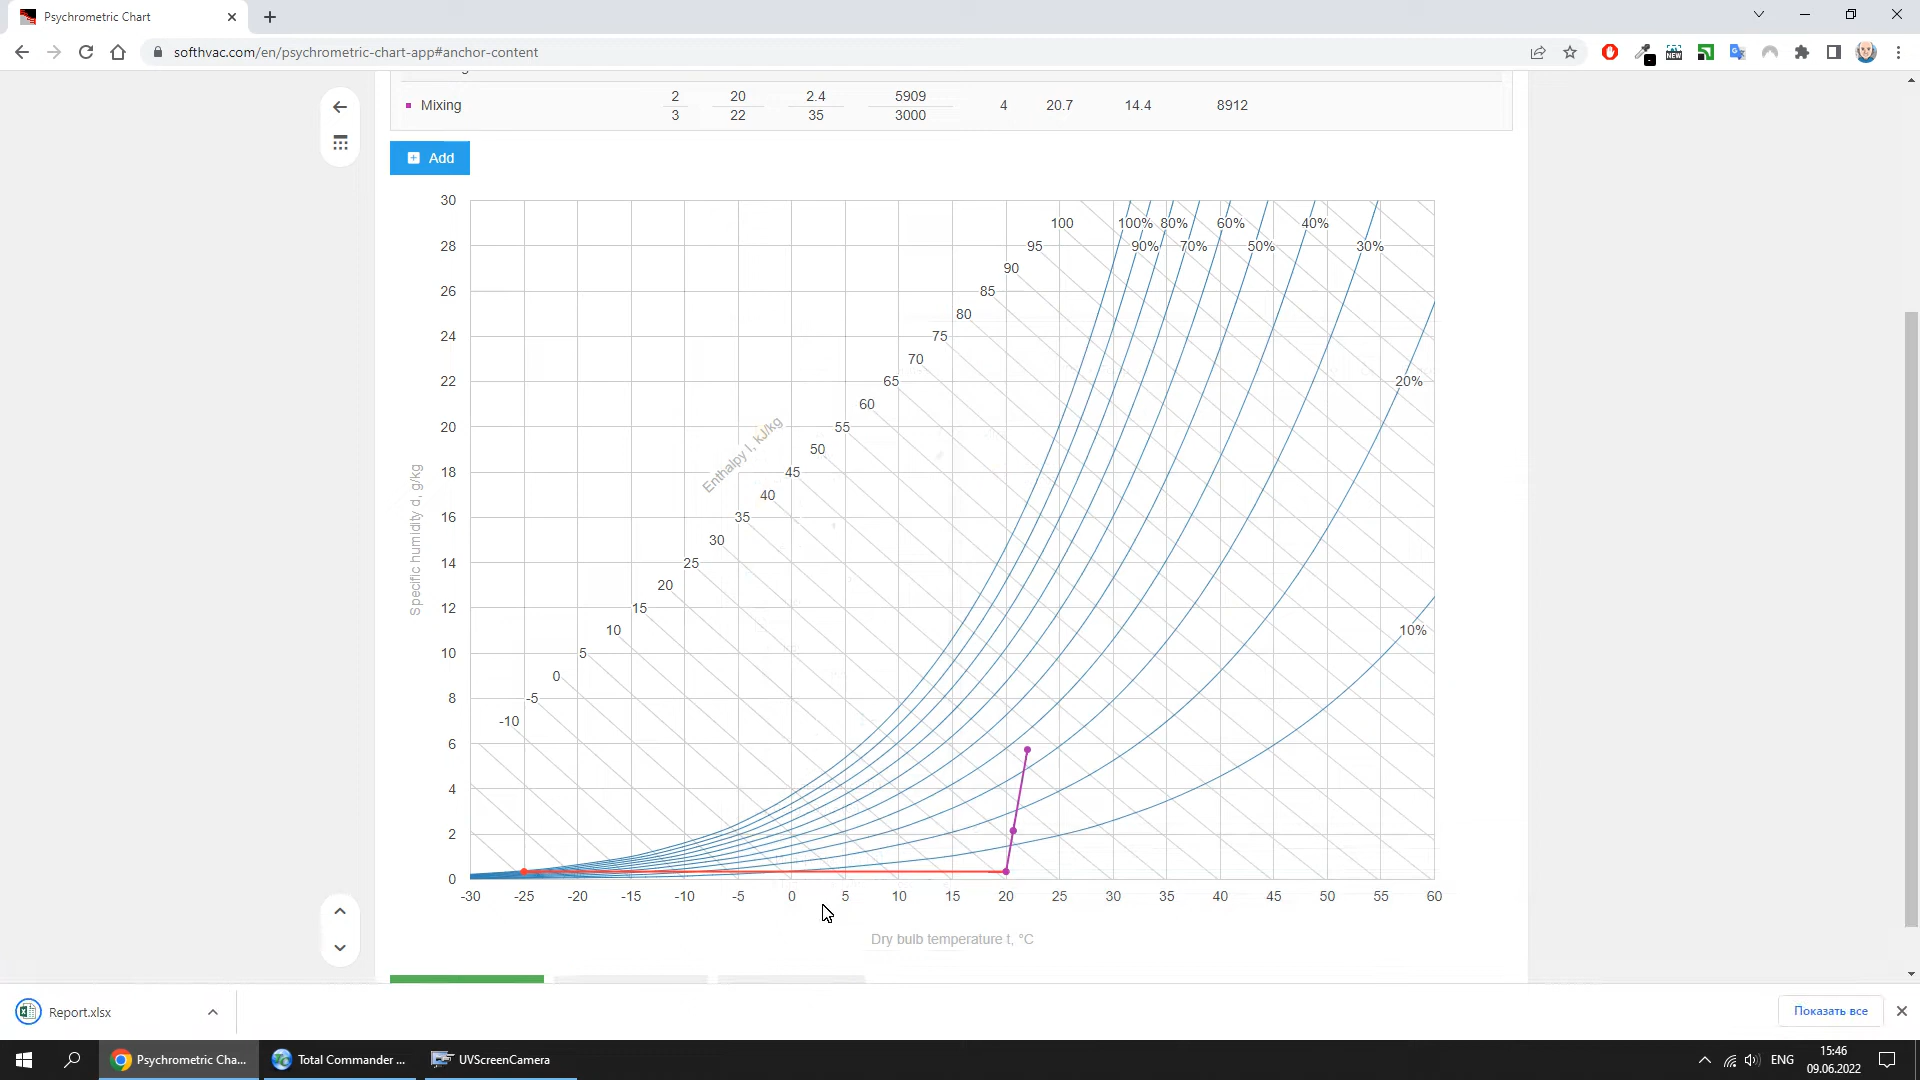 Psychrometric Chart
softhvac.com/en/psychrometric-chart-app#anchor-content
NEW
Mixing 2 20 2.4 5909 4 20.7 14.4 8912
3 22 35 3000
Add
30
28
26
24
22
20
18
16
14
12
10
8
6
4
2
0
Specific humidity d, g/kg
Enthalpy I, kJ/kg
100
95
90
85
80
75
70
65
60
55
50
45
40
35
30
25
20
15
10
5
0
-5
-10
100% 80% 60% 40%
90% 70% 50% 30%
20%
10%
-30 -25 -20 -15 -10 -5 0 5 10 15 20 25 30 35 40 45 50 55 60
Dry bulb temperature t, °C
Report.xlsx
Показать все
Psychrometric Cha...
Total Commander ...
UVScreenCamera
ENG
15:46
09.06.2022